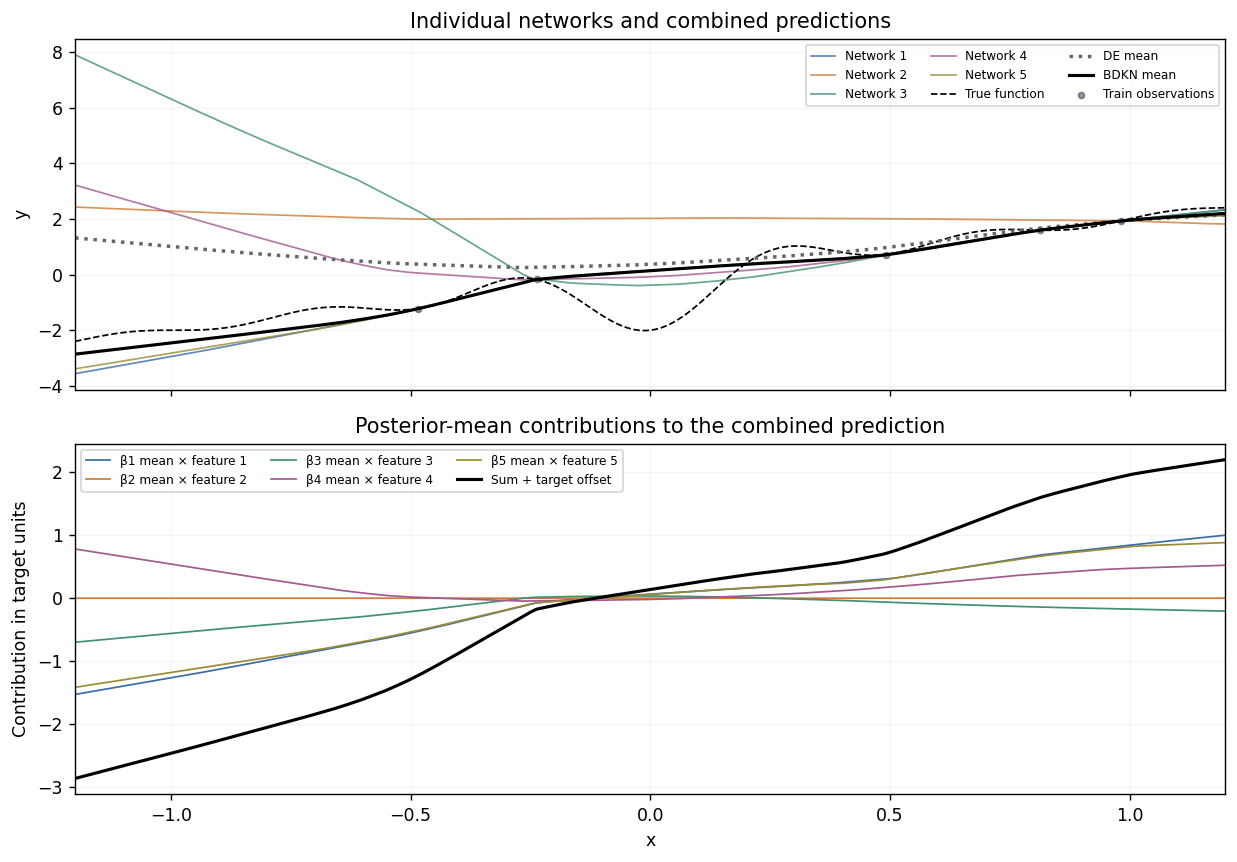 Individual networks and combined predictions
8
6
4
2
0
−2
−4
y
Network 1
Network 2
Network 3
Network 4
Network 5
True function
DE mean
BDKN mean
Train observations
Posterior-mean contributions to the combined prediction
2
1
0
−1
−2
−3
Contribution in target units
β1 mean × feature 1
β2 mean × feature 2
β3 mean × feature 3
β4 mean × feature 4
β5 mean × feature 5
Sum + target offset
−1.0
−0.5
0.0
0.5
1.0
x